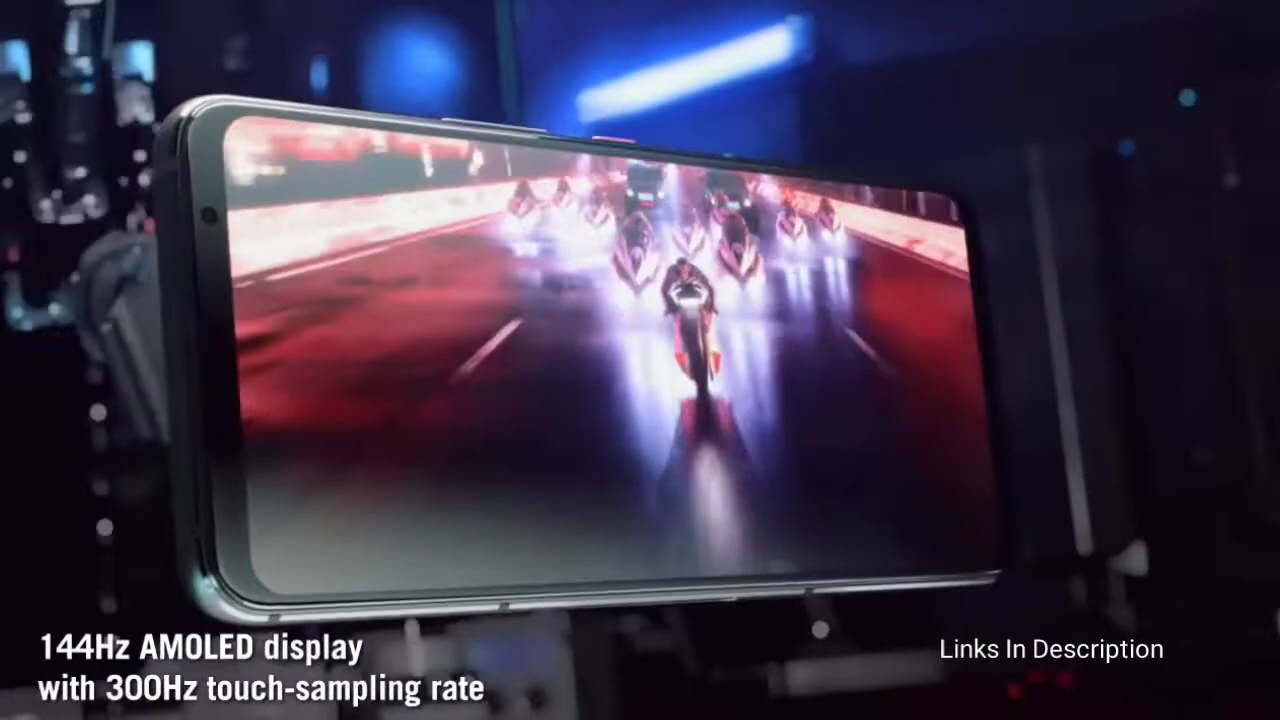 144Hz AMOLED display
with 300Hz touch-sampling rate
Links In Description